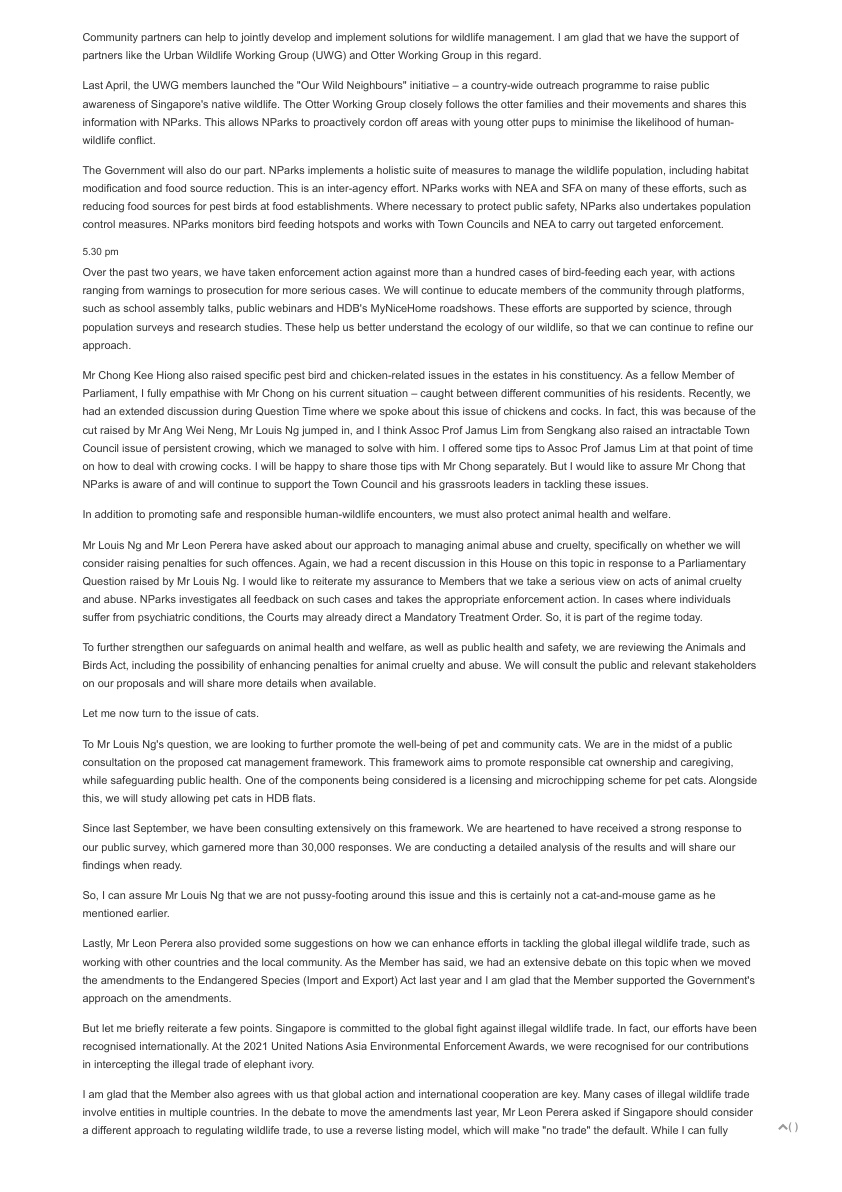 Community partners can help to jointly develop and implement solutions for wildlife management. I am glad that we have the support of
partners like the Urban Wildlife Working Group (UWG) and Otter Working Group in this regard.
Last April, the UWG members launched the "Our Wild Neighbours" initiative – a country-wide outreach programme to raise public
awareness of Singapore's native wildlife. The Otter Working Group closely follows the otter families and their movements and shares this
information with NParks. This allows NParks to proactively cordon off areas with young otter pups to minimise the likelihood of human-
wildlife conflict.
The Government will also do our part. NParks implements a holistic suite of measures to manage the wildlife population, including habitat
modification and food source reduction. This is an inter-agency effort. NParks works with NEA and SFA on many of these efforts, such as
reducing food sources for pest birds at food establishments. Where necessary to protect public safety, NParks also undertakes population
control measures. NParks monitors bird feeding hotspots and works with Town Councils and NEA to carry out targeted enforcement.
5.30 pm
Over the past two years, we have taken enforcement action against more than a hundred cases of bird-feeding each year, with actions
ranging from warnings to prosecution for more serious cases. We will continue to educate members of the community through platforms,
such as school assembly talks, public webinars and HDB's MyNiceHome roadshows. These efforts are supported by science, through
population surveys and research studies. These help us better understand the ecology of our wildlife, so that we can continue to refine our
approach.
Mr Chong Kee Hiong also raised specific pest bird and chicken-related issues in the estates in his constituency. As a fellow Member of
Parliament, I fully empathise with Mr Chong on his current situation – caught between different communities of his residents. Recently, we
had an extended discussion during Question Time where we spoke about this issue of chickens and cocks. In fact, this was because of the
cut raised by Mr Ang Wei Neng, Mr Louis Ng jumped in, and I think Assoc Prof Jamus Lim from Sengkang also raised an intractable Town
Council issue of persistent crowing, which we managed to solve with him. I offered some tips to Assoc Prof Jamus Lim at that point of time
on how to deal with crowing cocks. I will be happy to share those tips with Mr Chong separately. But I would like to assure Mr Chong that
NParks is aware of and will continue to support the Town Council and his grassroots leaders in tackling these issues.
In addition to promoting safe and responsible human-wildlife encounters, we must also protect animal health and welfare.
Mr Louis Ng and Mr Leon Perera have asked about our approach to managing animal abuse and cruelty, specifically on whether we will
consider raising penalties for such offences. Again, we had a recent discussion in this House on this topic in response to a Parliamentary
Question raised by Mr Louis Ng. I would like to reiterate my assurance to Members that we take a serious view on acts of animal cruelty
and abuse. NParks investigates all feedback on such cases and takes the appropriate enforcement action. In cases where individuals
suffer from psychiatric conditions, the Courts may already direct a Mandatory Treatment Order. So, it is part of the regime today.
To further strengthen our safeguards on animal health and welfare, as well as public health and safety, we are reviewing the Animals and
Birds Act, including the possibility of enhancing penalties for animal cruelty and abuse. We will consult the public and relevant stakeholders
on our proposals and will share more details when available.
Let me now turn to the issue of cats.
To Mr Louis Ng's question, we are looking to further promote the well-being of pet and community cats. We are in the midst of a public
consultation on the proposed cat management framework. This framework aims to promote responsible cat ownership and caregiving,
while safeguarding public health. One of the components being considered is a licensing and microchipping scheme for pet cats. Alongside
this, we will study allowing pet cats in HDB flats.
Since last September, we have been consulting extensively on this framework. We are heartened to have received a strong response to
our public survey, which garnered more than 30,000 responses. We are conducting a detailed analysis of the results and will share our
findings when ready.
So, I can assure Mr Louis Ng that we are not pussy-footing around this issue and this is certainly not a cat-and-mouse game as he
mentioned earlier.
Lastly, Mr Leon Perera also provided some suggestions on how we can enhance efforts in tackling the global illegal wildlife trade, such as
working with other countries and the local community. As the Member has said, we had an extensive debate on this topic when we moved
the amendments to the Endangered Species (Import and Export) Act last year and I am glad that the Member supported the Government's
approach on the amendments.
But let me briefly reiterate a few points. Singapore is committed to the global fight against illegal wildlife trade. In fact, our efforts have been
recognised internationally. At the 2021 United Nations Asia Environmental Enforcement Awards, we were recognised for our contributions
in intercepting the illegal trade of elephant ivory.
I am glad that the Member also agrees with us that global action and international cooperation are key. Many cases of illegal wildlife trade
involve entities in multiple countries. In the debate to move the amendments last year, Mr Leon Perera asked if Singapore should consider
a different approach to regulating wildlife trade, to use a reverse listing model, which will make "no trade" the default. While I can fully
( )